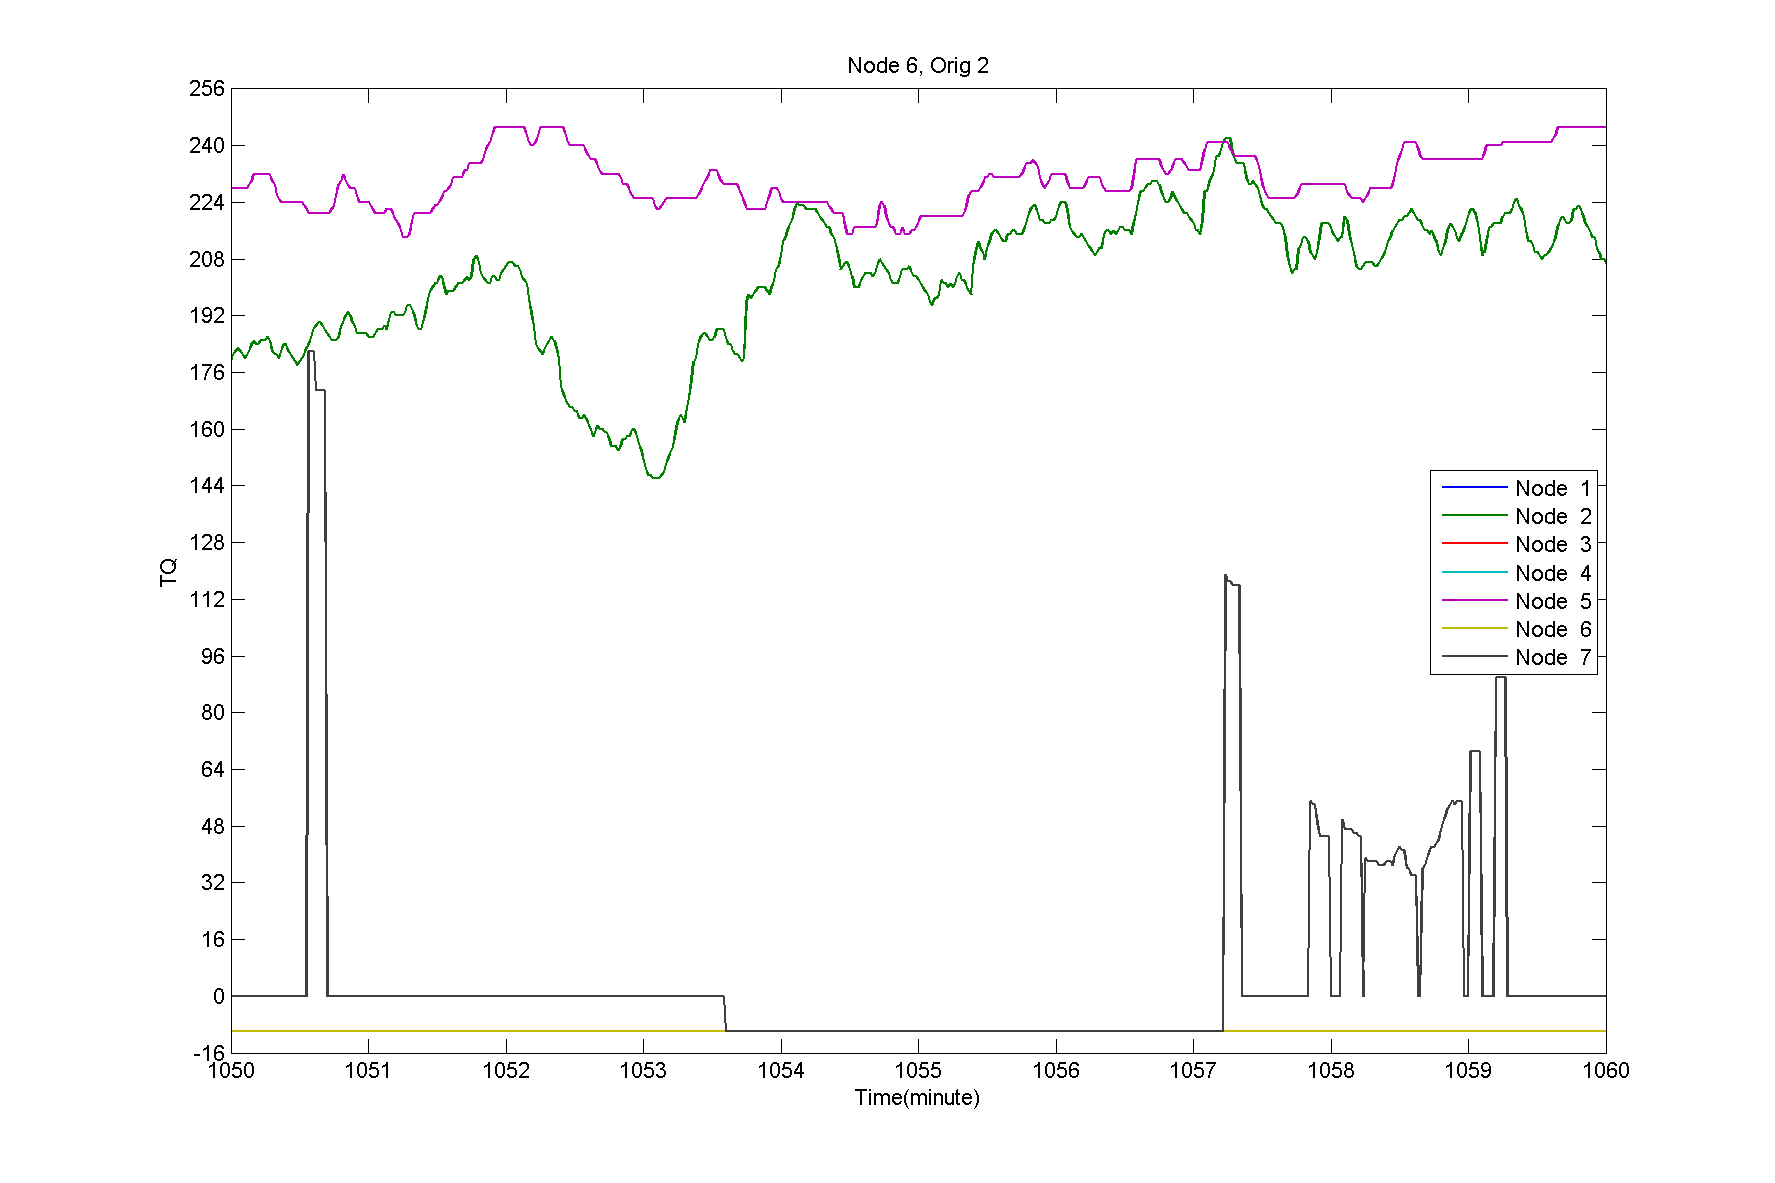 Node 6, Orig 2
256
240
224
208
192
176
160
144
128
112
96
80
64
48
32
16
0
-16
TQ
Node 1
Node 2
Node 3
Node 4
Node 5
Node 6
Node 7
1050 1051 1052 1053 1054 1055 1056 1057 1058 1059 1060
Time(minute)